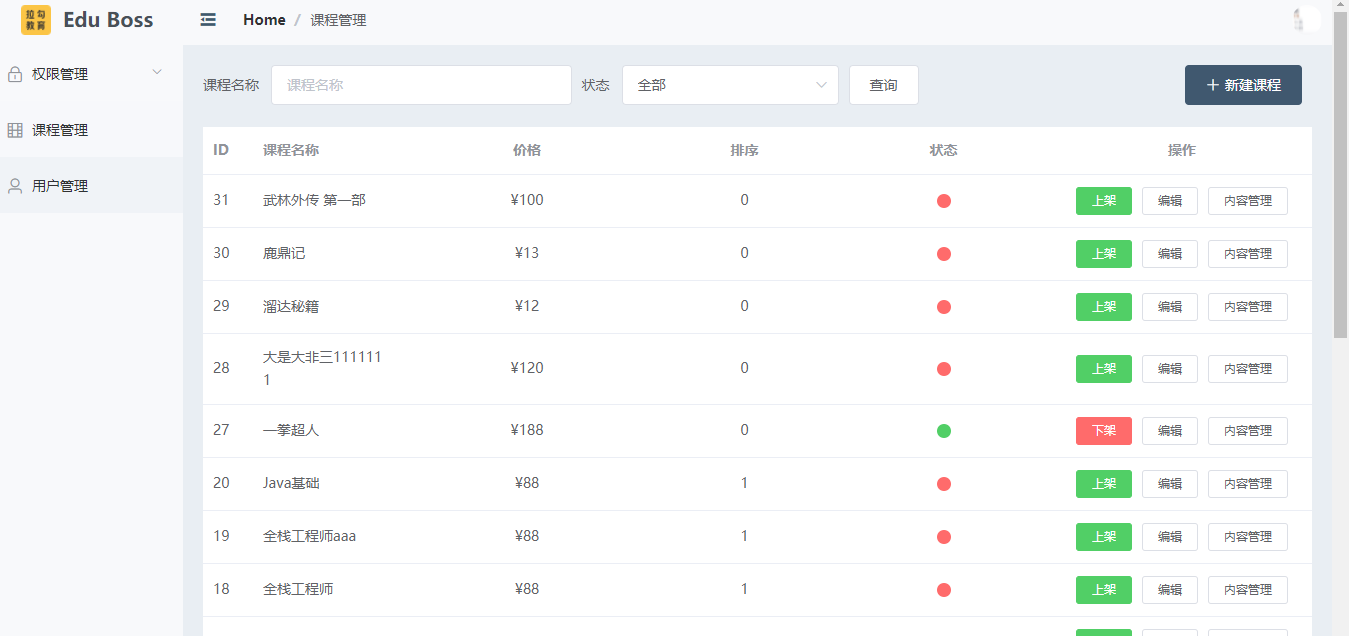 拉勾
教育
Edu Boss
Home / 课程管理
权限管理
课程管理
用户管理
课程名称 课程名称 状态 全部 查询 + 新建课程
ID 课程名称 价格 排序 状态 操作
31 武林外传 第一部 ¥100 0 上架 编辑 内容管理
30 鹿鼎记 ¥13 0 上架 编辑 内容管理
29 溜达秘籍 ¥12 0 上架 编辑 内容管理
28 大是大非三111111
1 ¥120 0 上架 编辑 内容管理
27 一拳超人 ¥188 0 下架 编辑 内容管理
20 Java基础 ¥88 1 上架 编辑 内容管理
19 全栈工程师aaa ¥88 1 上架 编辑 内容管理
18 全栈工程师 ¥88 1 上架 编辑 内容管理